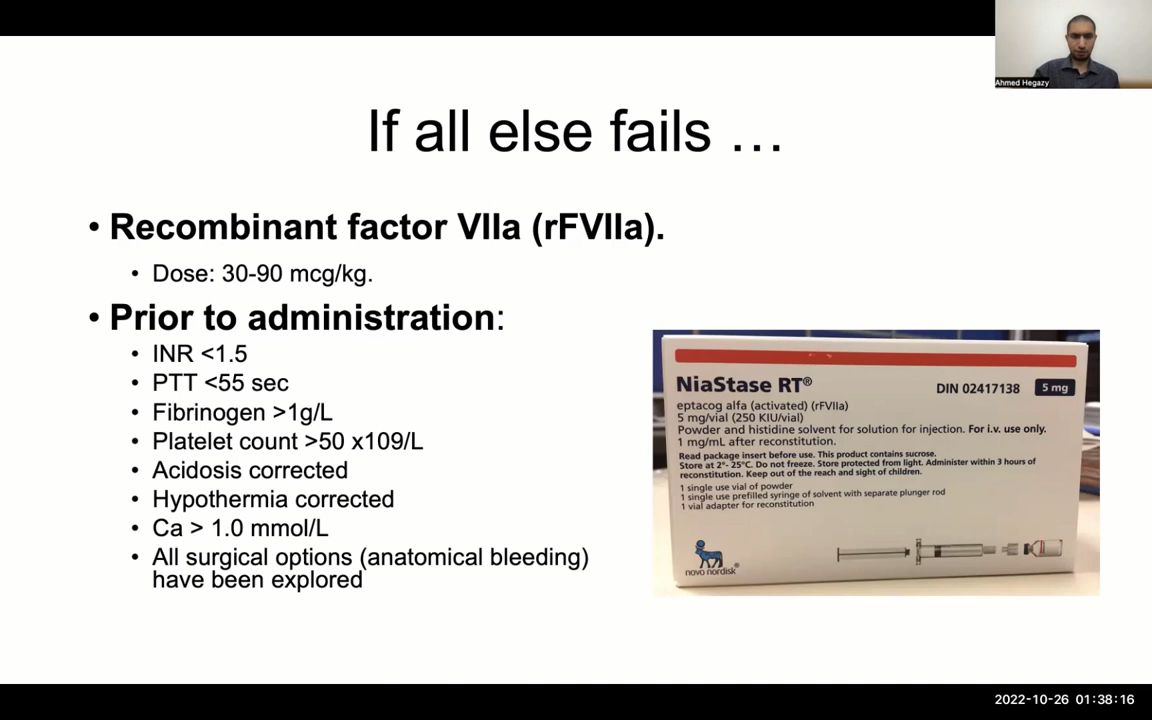 Ahmed Hegazy
If all else fails …
• Recombinant factor VIIa (rFVIIa).
• Dose: 30-90 mcg/kg.
• Prior to administration:
• INR <1.5
• PTT <55 sec
• Fibrinogen >1g/L
• Platelet count >50 x109/L
• Acidosis corrected
• Hypothermia corrected
• Ca > 1.0 mmol/L
• All surgical options (anatomical bleeding)
have been explored
NiaStase RT®
DIN 02417138 5 mg
eptacog alfa (activated) (rFVIIa)
5 mg/vial (250 KIU/vial)
Powder and histidine solvent for solution for injection. For i.v. use only.
1 mg/mL after reconstitution.
Read package insert before use. This product contains sucrose.
Store at 2°- 25°C. Do not freeze. Store protected from light. Administer within 3 hours of
reconstitution. Keep out of the reach and sight of children.
1 single use vial of powder
1 single use prefilled syringe of solvent with separate plunger rod
1 vial adapter for reconstitution
novo nordisk®
2022-10-26 01:38:16